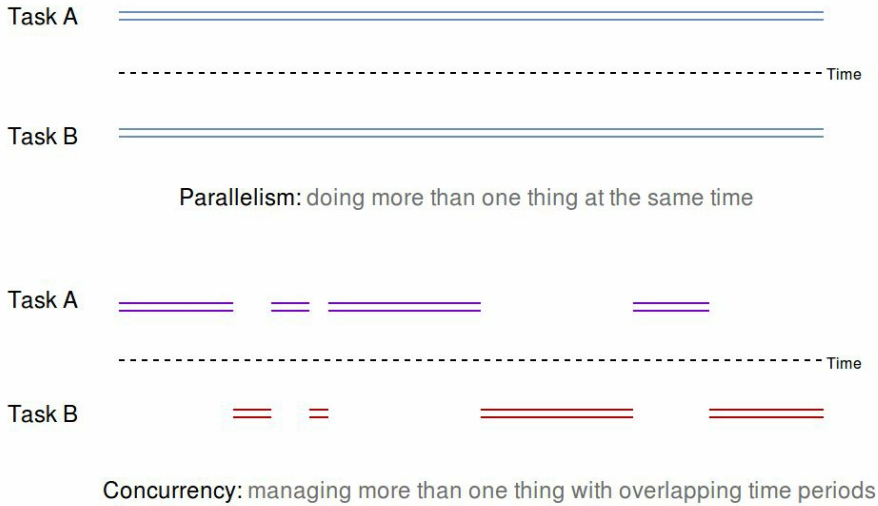 Task A
Time
Task B
Parallelism: doing more than one thing at the same time
Task A
Time
Task B
Concurrency: managing more than one thing with overlapping time periods